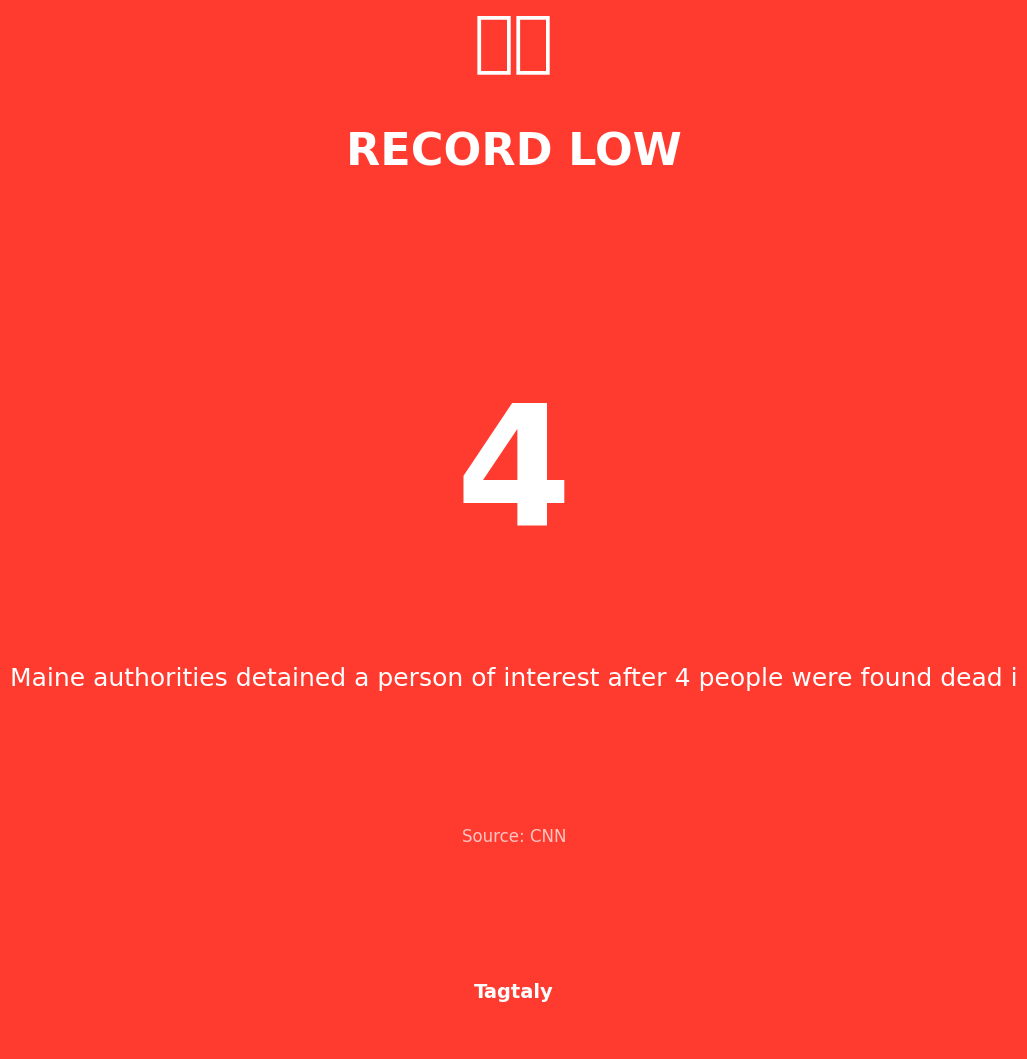 RECORD LOW
4
Maine authorities detained a person of interest after 4 people were found dead i
Source: CNN
Tagtaly